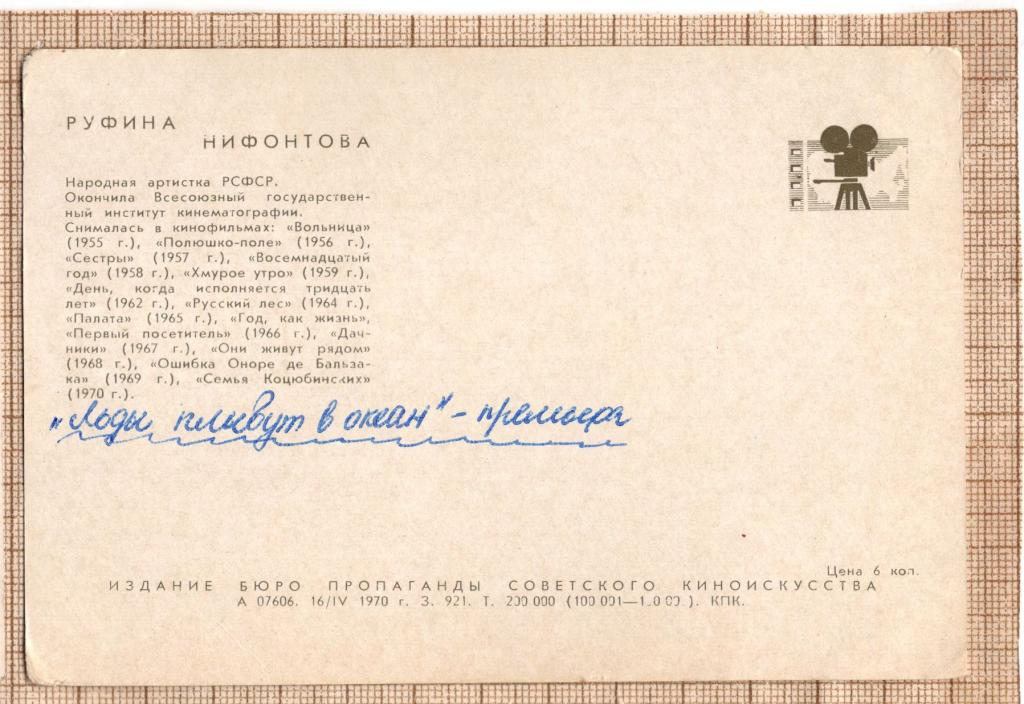 РУФИНА
НИФОНТОВА
Народная артистка РСФСР.
Окончила Всесоюзный государствен-
ный институт кинематографии.
Снималась в кинофильмах: «Вольница»
(1955 г.), «Полюшко-поле» (1956 г.),
«Сестры» (1957 г.), «Восемнадцатый
год» (1958 г.), «Хмурое утро» (1959 г.),
«День, когда исполняется тридцать
лет» (1962 г.), «Русский лес» (1964 г.),
«Палата» (1965 г.), «Год, как жизнь»,
«Первый посетитель» (1966 г.), «Дач-
ники» (1967 г.), «Они живут рядом»
(1968 г.), «Ошибка Оноре де Бальза-
ка» (1969 г.), «Семья Коцюбинских»
(1970 г.).
„Льды плывут в океан" - премьера
Цена 6 коп.
ИЗДАНИЕ БЮРО ПРОПАГАНДЫ СОВЕТСКОГО КИНОИСКУССТВА
А 07606. 16/IV 1970 г. З. 921. Т. 200 000 (100 001— КПК.